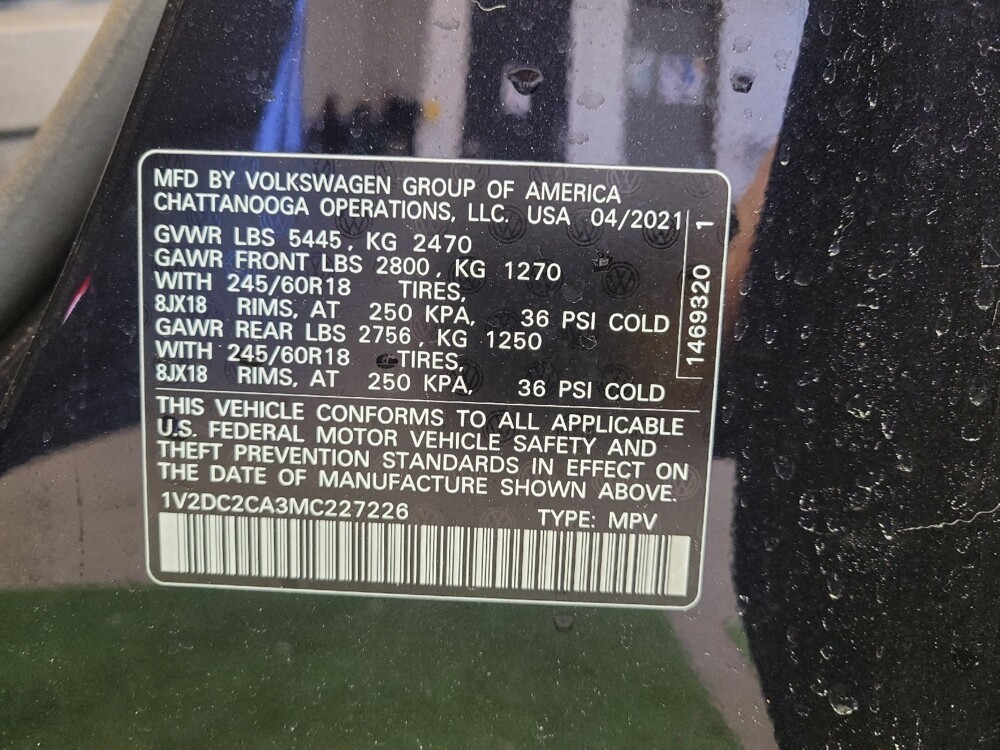 MFD BY VOLKSWAGEN GROUP OF AMERICA
CHATTANOOGA OPERATIONS, LLC. USA 04/2021
GVWR LBS 5445, KG 2470
GAWR FRONT LBS 2800, KG 1270
WITH 245/60R18 TIRES,
8JX18 RIMS, AT 250 KPA, 36 PSI COLD
GAWR REAR LBS 2756, KG 1250
WITH 245/60R18 TIRES,
8JX18 RIMS, AT 250 KPA, 36 PSI COLD
1469320 1
THIS VEHICLE CONFORMS TO ALL APPLICABLE
U.S. FEDERAL MOTOR VEHICLE SAFETY AND
THEFT PREVENTION STANDARDS IN EFFECT ON
THE DATE OF MANUFACTURE SHOWN ABOVE.
1V2DC2CA3MC227226 TYPE: MPV